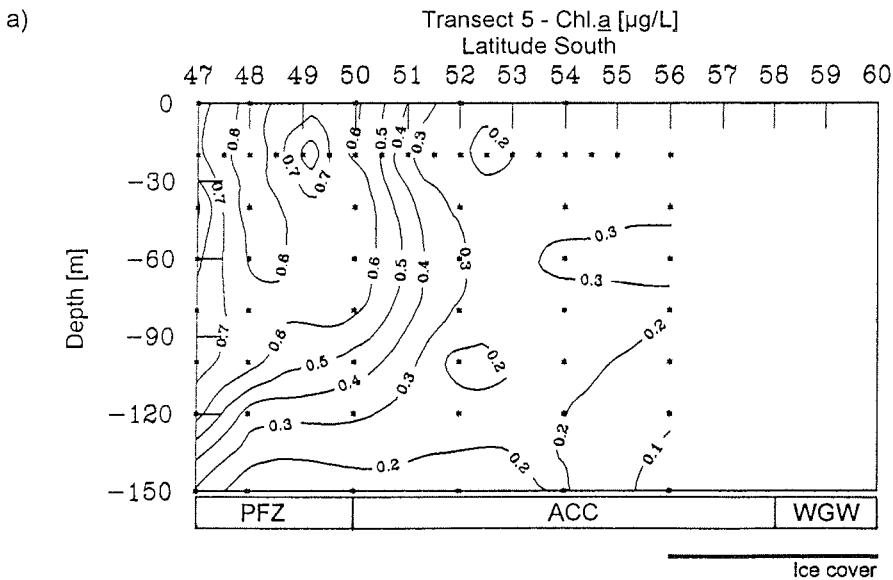 a)
Transect 5 - Chl.a [µg/L]
Latitude South
47 48 49 50 51 52 53 54 55 56 57 58 59 60
0
-30
-60
-90
-120
-150
Depth [m]
0.6 0.6 0.5 0.4 0.3 0.2
0.7 0.7
0.7
0.3
0.6 0.6 0.5 0.4 0.3 0.3
0.7 0.6 0.2
0.5 0.2
0.4 0.3
0.3 0.2
0.2 0.2 0.1
PFZ ACC WGW
Ice cover